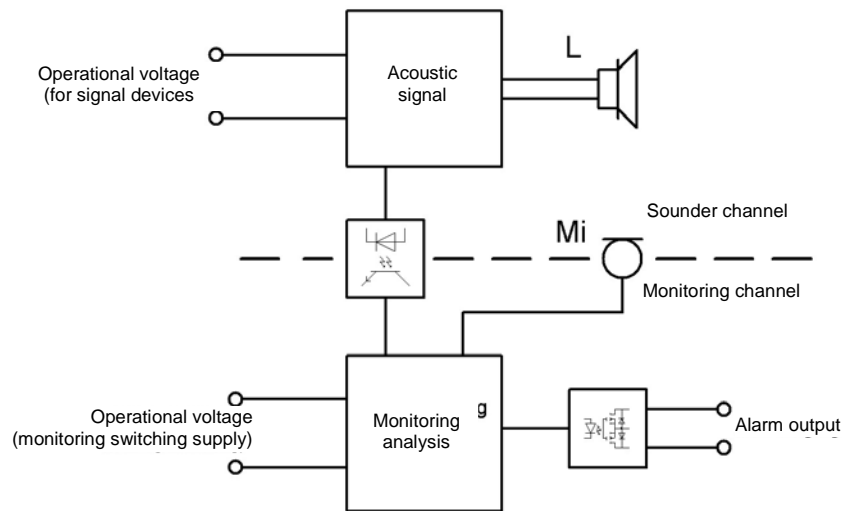 Operational voltage
(for signal devices
Acoustic
signal
L
Mi
Sounder channel
Monitoring channel
Operational voltage
(monitoring switching supply)
Monitoring
analysis
g
Alarm output